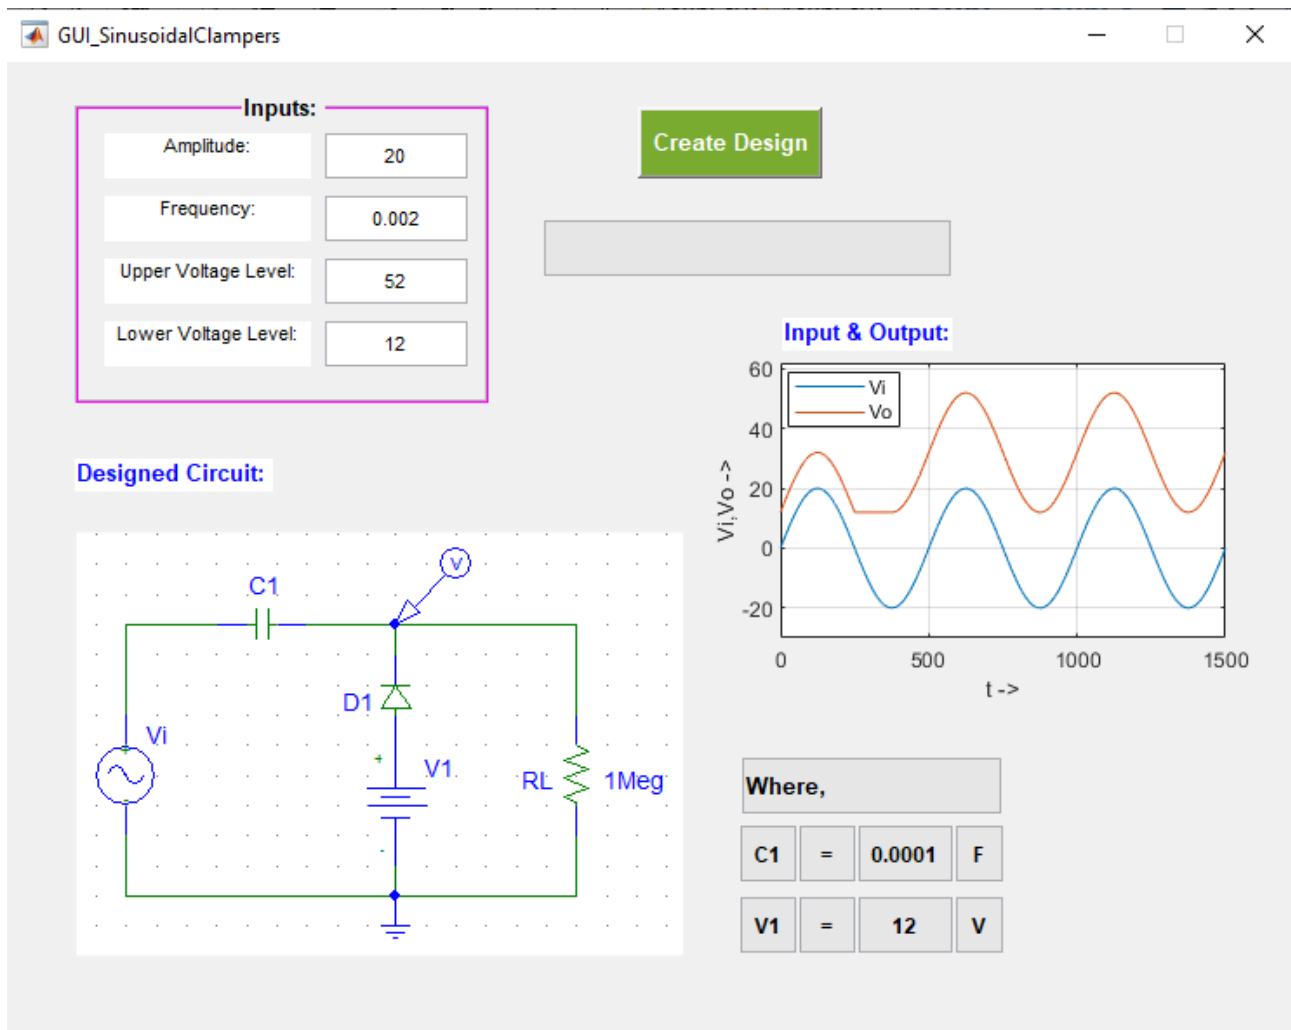 GUI_SinusoidalClampers
Inputs:
Amplitude: 20
Frequency: 0.002
Upper Voltage Level: 52
Lower Voltage Level: 12
Create Design
Input & Output:
Vi
Vo
60
40
20
0
-20
Vi,Vo ->
0 500 1000 1500
t ->
Designed Circuit:
V
C1
D1
Vi
+
V1
RL 1Meg
-
Where,
C1 = 0.0001 F
V1 = 12 V